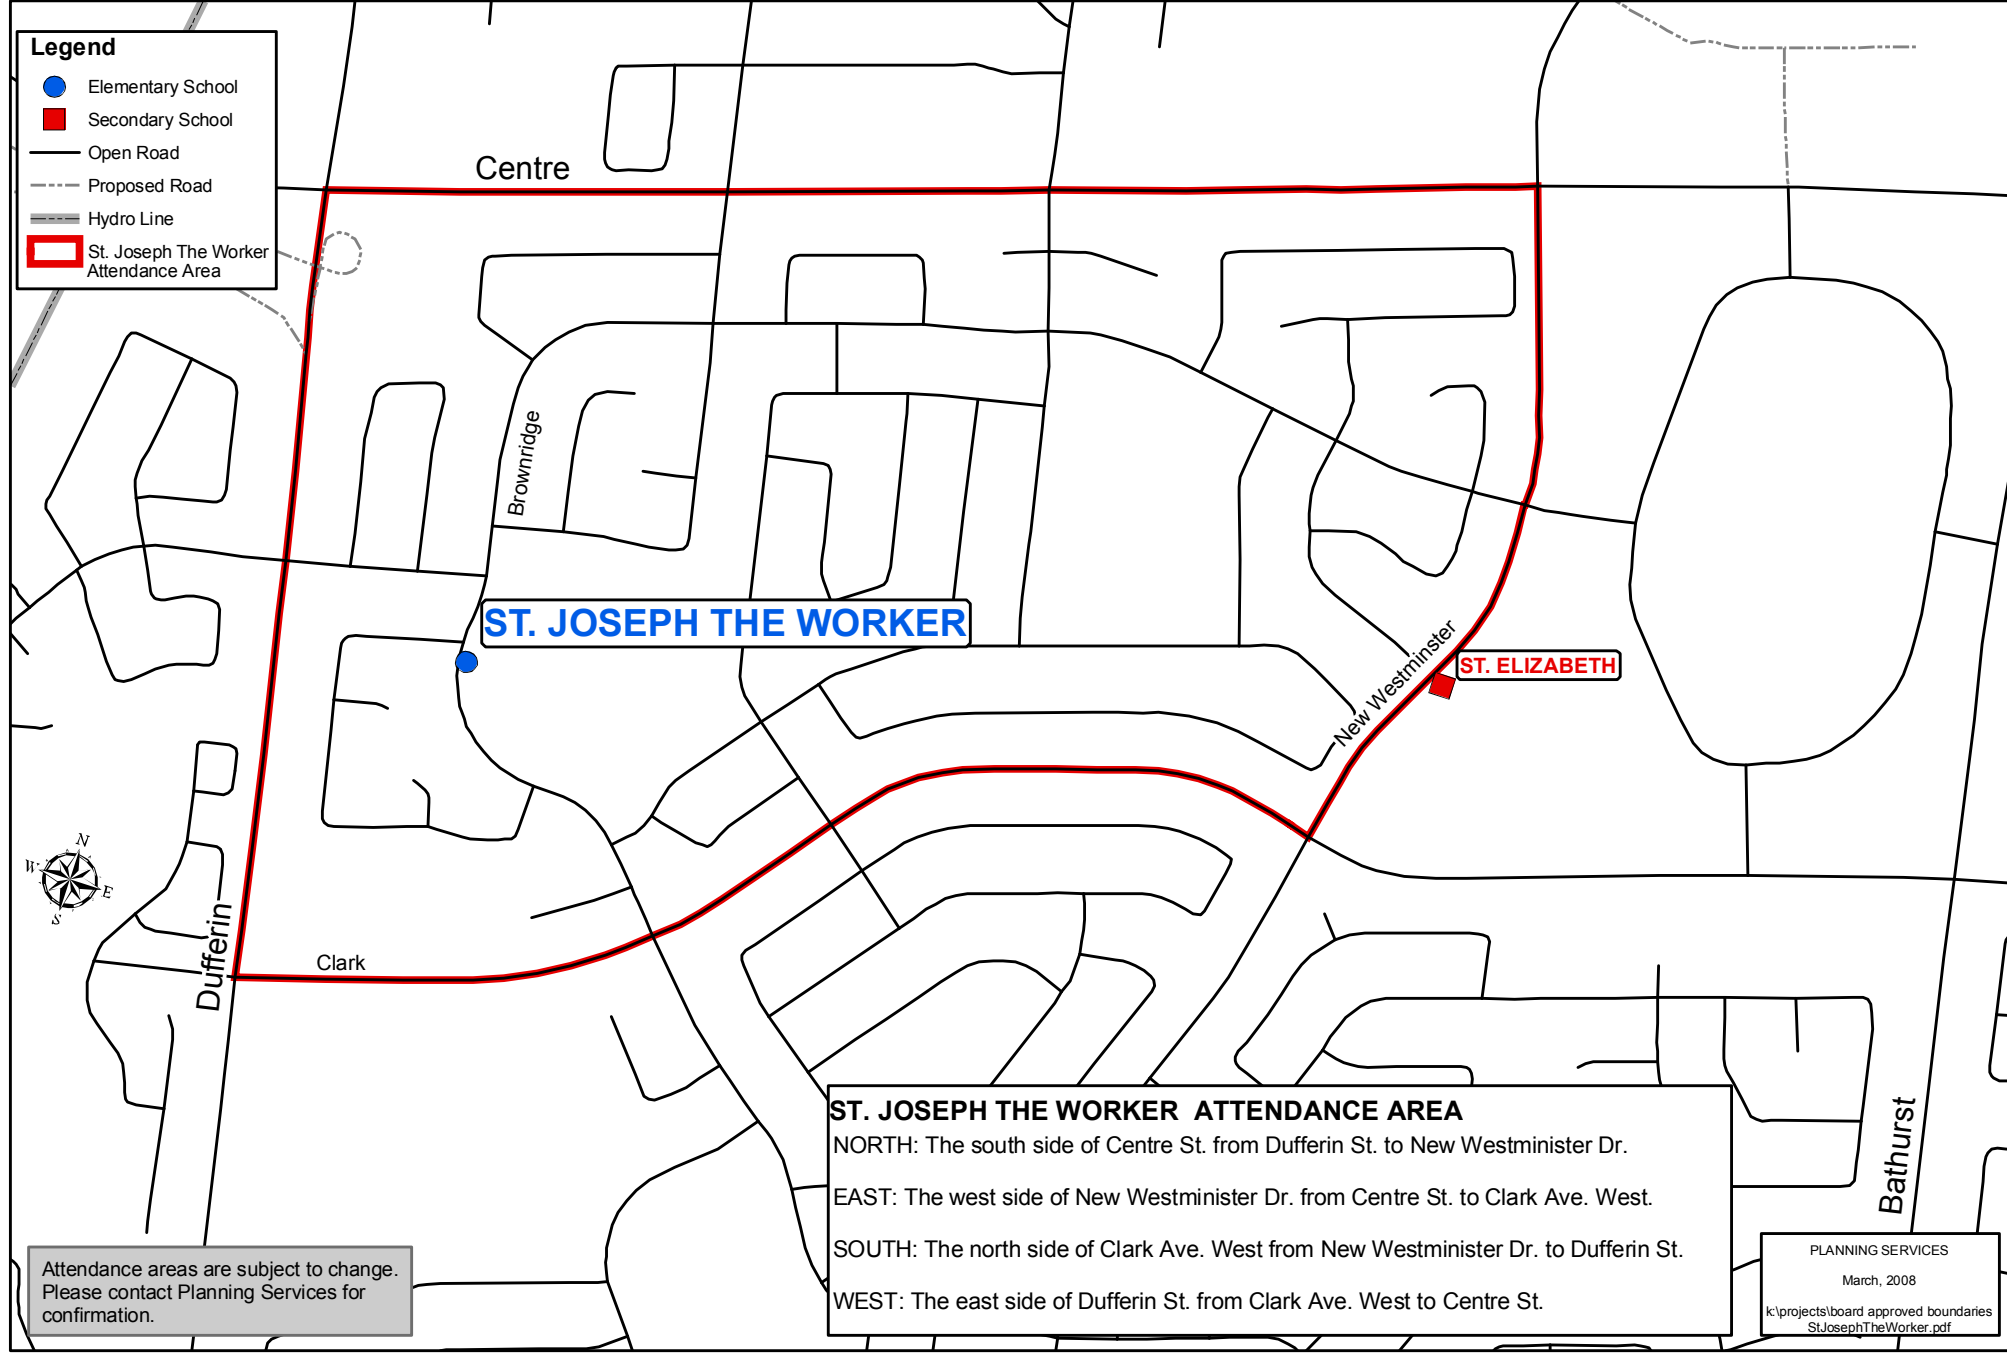 Legend
Elementary School
Secondary School
Open Road
Proposed Road
Hydro Line
St. Joseph The Worker
Attendance Area
Centre
Brownridge
ST. JOSEPH THE WORKER
New Westminster
ST. ELIZABETH
N
W
E
S
Dufferin
Clark
Bathurst
ST. JOSEPH THE WORKER ATTENDANCE AREA
NORTH: The south side of Centre St. from Dufferin St. to New Westminister Dr.
EAST: The west side of New Westminister Dr. from Centre St. to Clark Ave. West.
SOUTH: The north side of Clark Ave. West from New Westminister Dr. to Dufferin St.
WEST: The east side of Dufferin St. from Clark Ave. West to Centre St.
Attendance areas are subject to change.
Please contact Planning Services for
confirmation.
PLANNING SERVICES
March, 2008
k:\projects\board approved boundaries
StJosephTheWorker.pdf